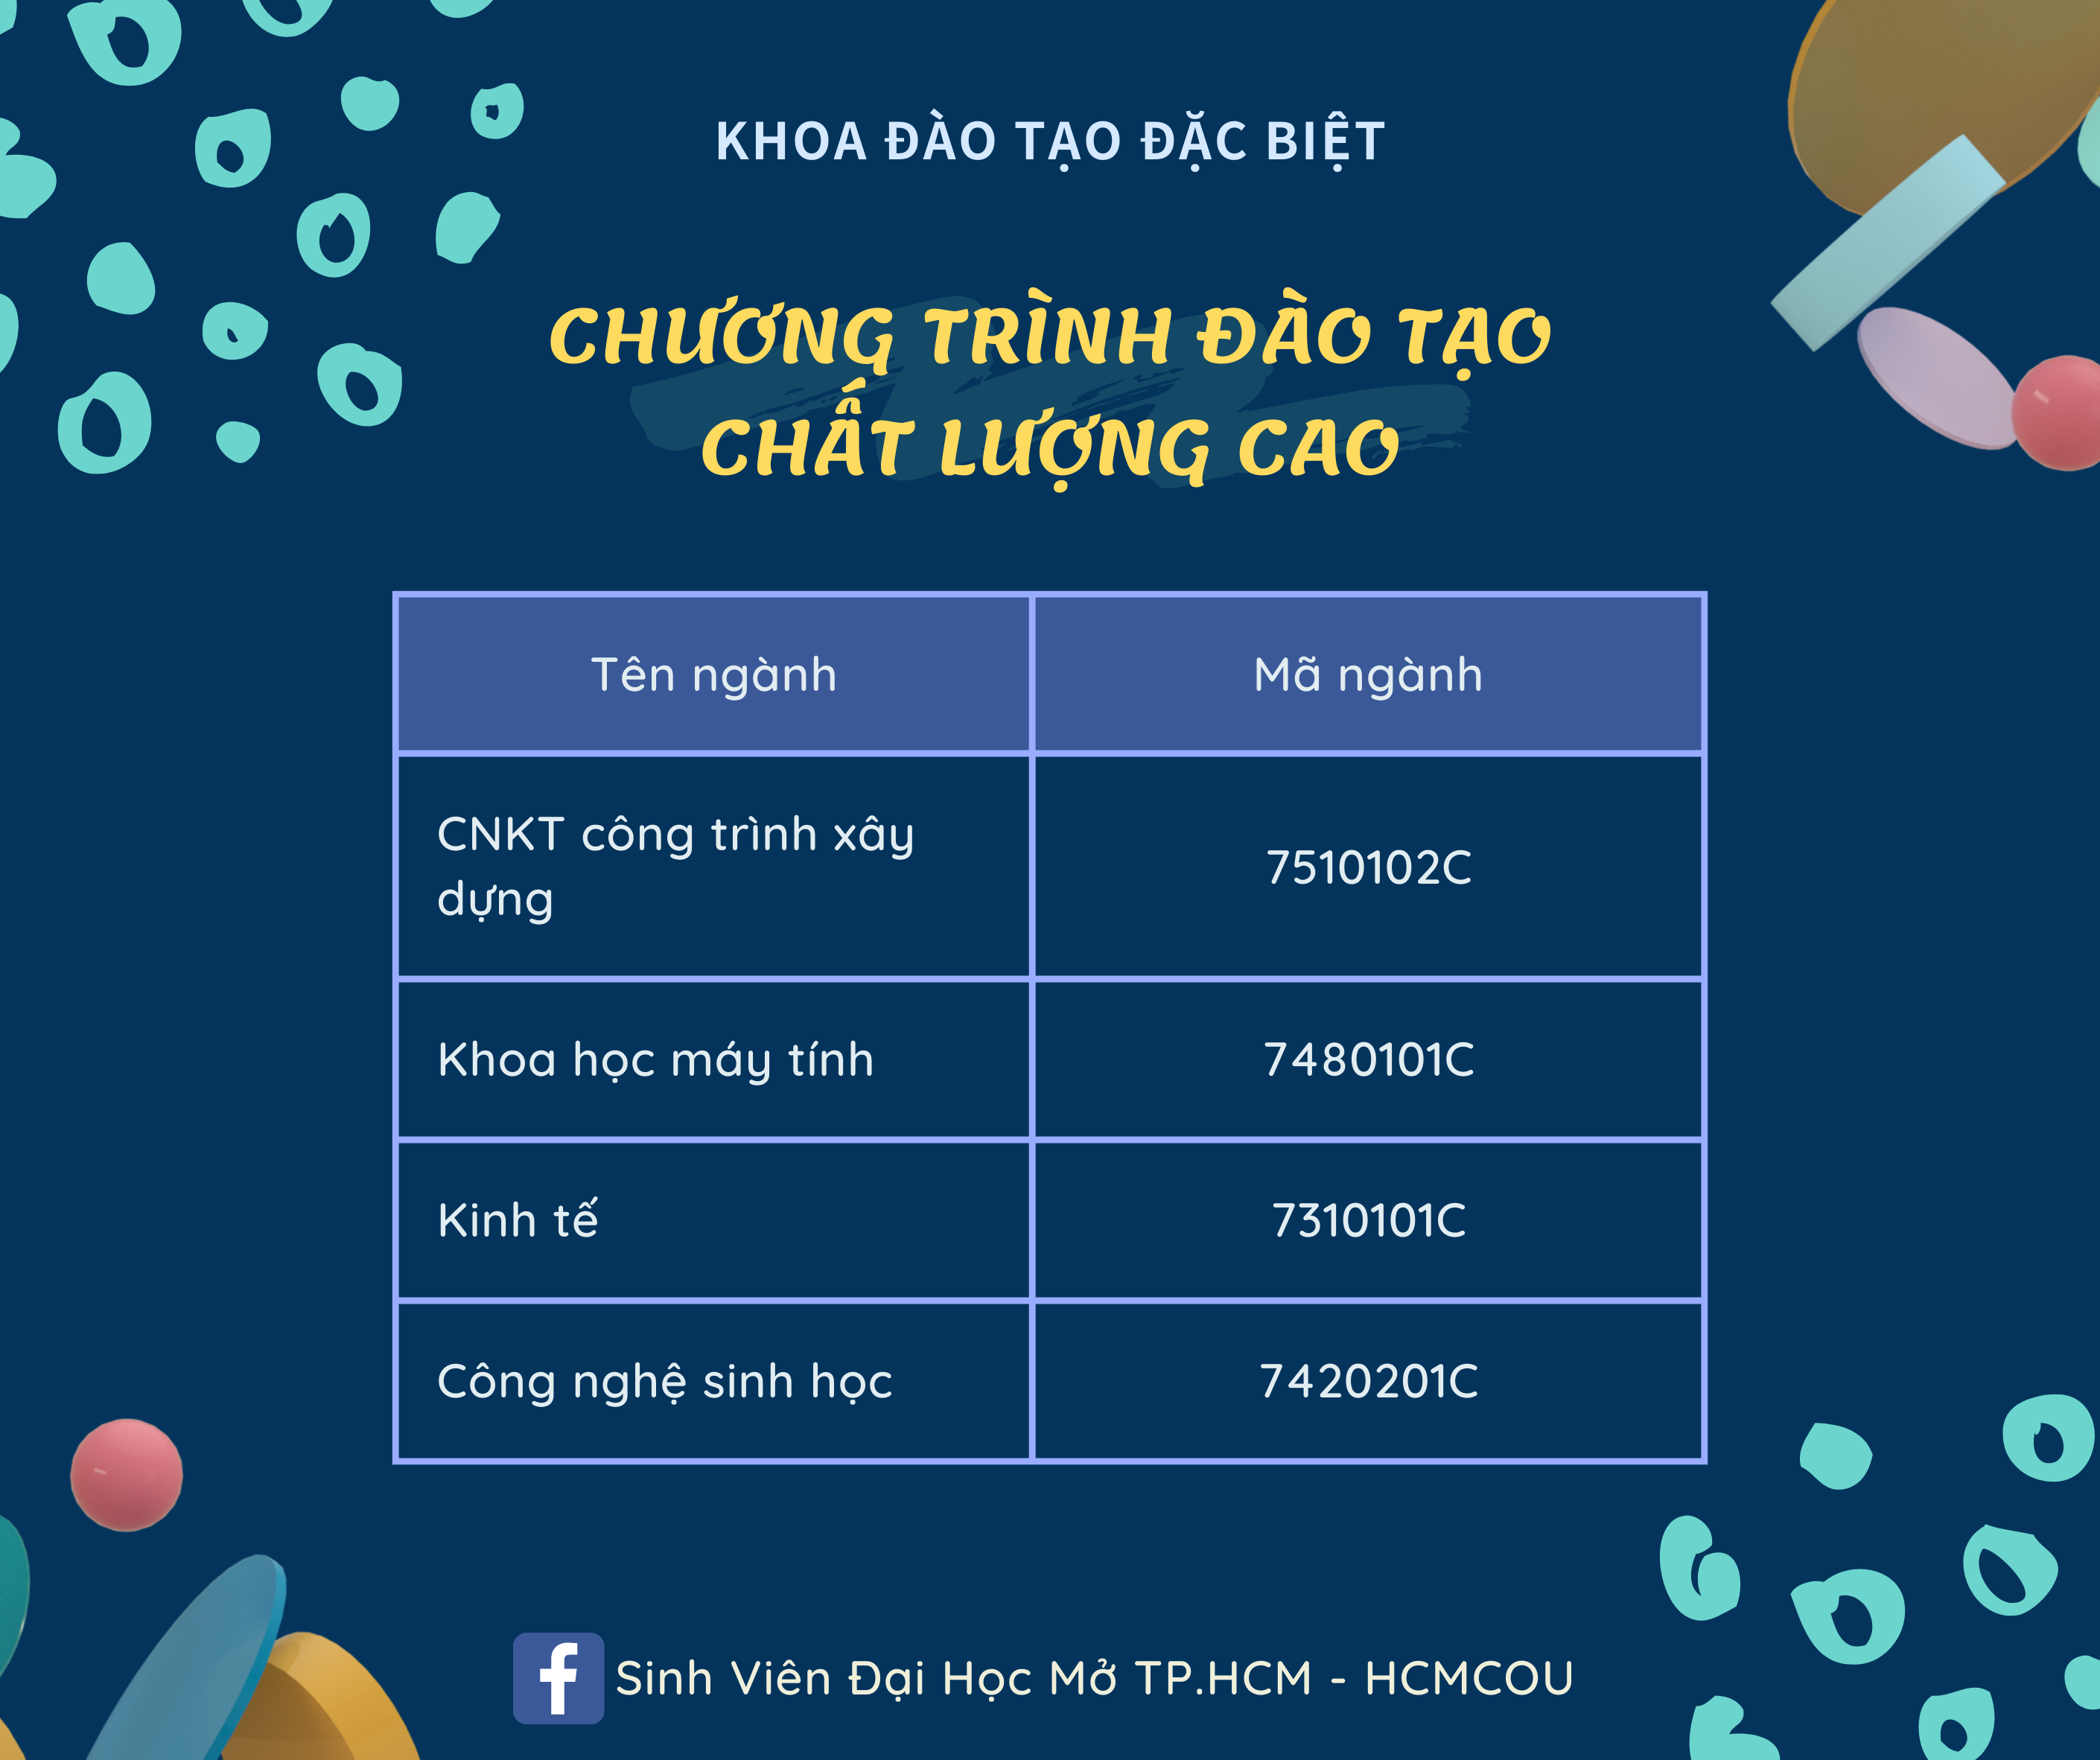 KHOA ĐÀO TẠO ĐẶC BIỆT
CHƯƠNG TRÌNH ĐÀO TẠO
CHẤT LƯỢNG CAO
Tên ngành Mã ngành
CNKT công trình xây
dựng
7510102C
Khoa học máy tính 7480101C
Kinh tế 7310101C
Công nghệ sinh học 7420201C
f Sinh Viên Đại Học Mở TP.HCM - HCMCOU